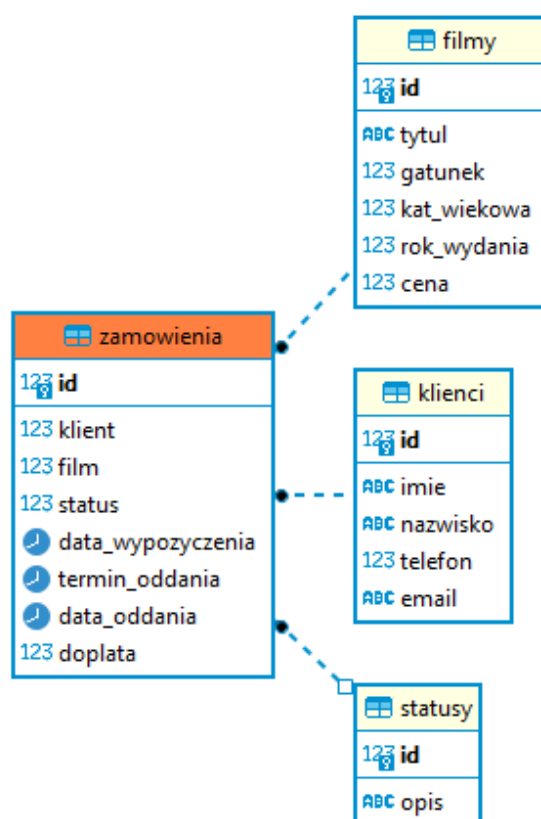 filmy
123 id
ABC tytul
123 gatunek
123 kat_wiekowa
123 rok_wydania
123 cena
zamowienia
123 id
123 klient
123 film
123 status
data_wypozyczenia
termin_oddania
data_oddania
123 doplata
klienci
123 id
ABC imie
ABC nazwisko
123 telefon
ABC email
statusy
123 id
ABC opis